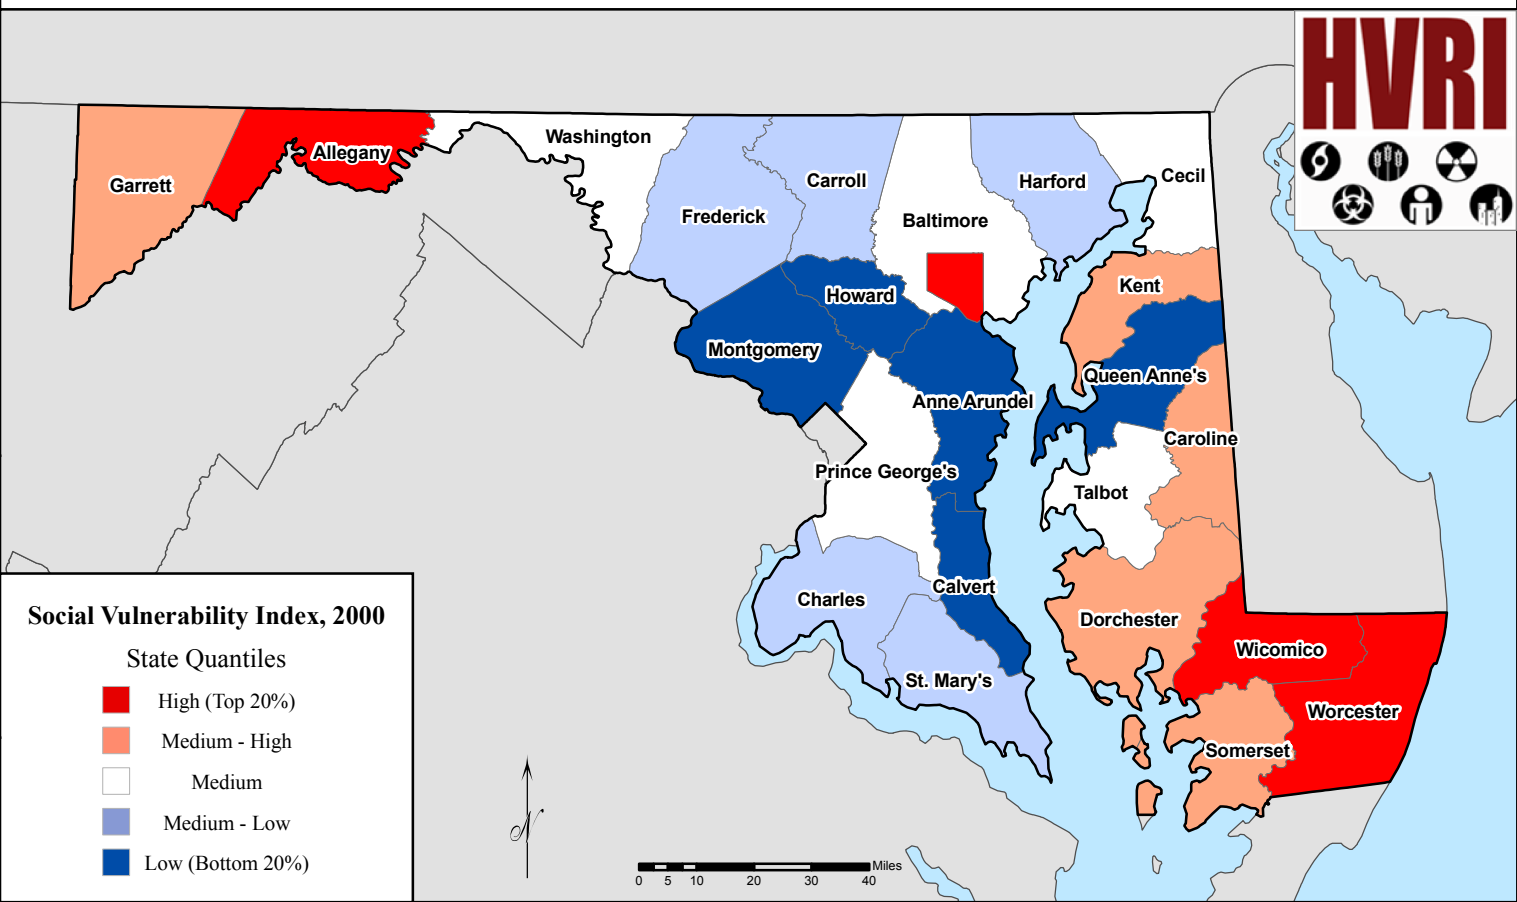 HVRI
Washington
Allegany
Garrett
Carroll
Harford
Cecil
Frederick
Baltimore
Kent
Howard
Montgomery
Queen Anne's
Anne Arundel
Caroline
Prince George's
Talbot
Calvert
Charles
Dorchester
Wicomico
St. Mary's
Worcester
Somerset
Social Vulnerability Index, 2000
State Quantiles
High (Top 20%)
Medium - High
Medium
Medium - Low
Low (Bottom 20%)
N
Miles
0 5 10 20 30 40